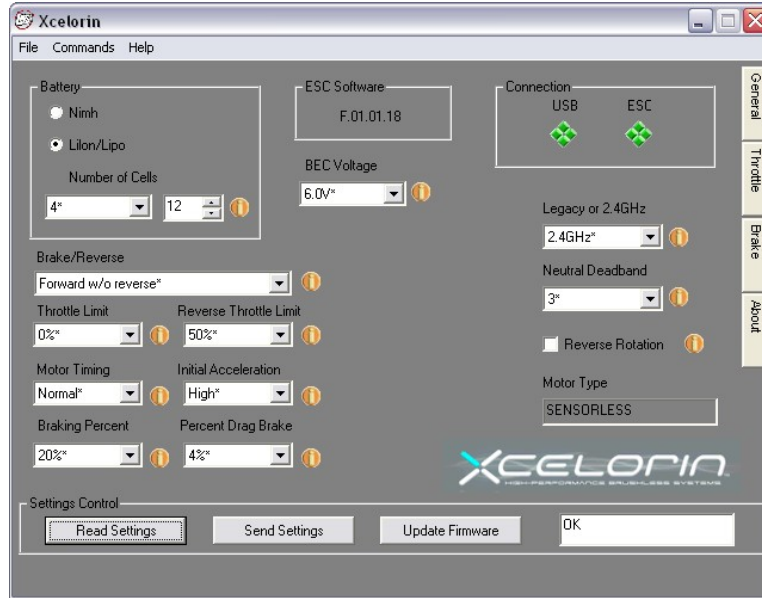 Xcelorin
File Commands Help
Battery
Nimh
LiIon/Lipo
Number of Cells
4*
12
ESC Software
F.01.01.18
BEC Voltage
6.0V*
Connection
USB ESC
Legacy or 2.4GHz
2.4GHz*
Neutral Deadband
3*
Reverse Rotation
Motor Type
SENSORLESS
Brake/Reverse
Forward w/o reverse*
Throttle Limit Reverse Throttle Limit
0%* 50%*
Motor Timing Initial Acceleration
Normal* High*
Braking Percent Percent Drag Brake
20%* 4%*
XCELORIN
HIGH-PERFORMANCE BRUSHLESS SYSTEMS
General
Throttle
Brake
About
Settings Control
Read Settings Send Settings Update Firmware OK